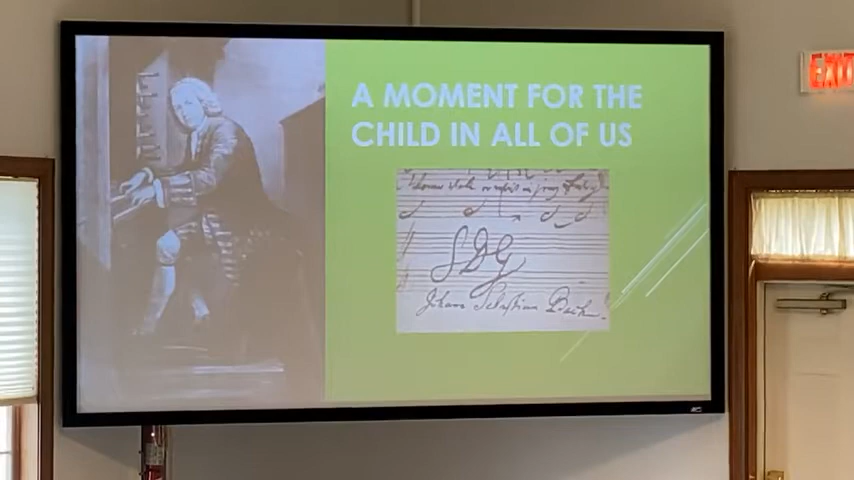 A MOMENT FOR THE
CHILD IN ALL OF US
SDG
Johann Sebastian Bach.
EXIT